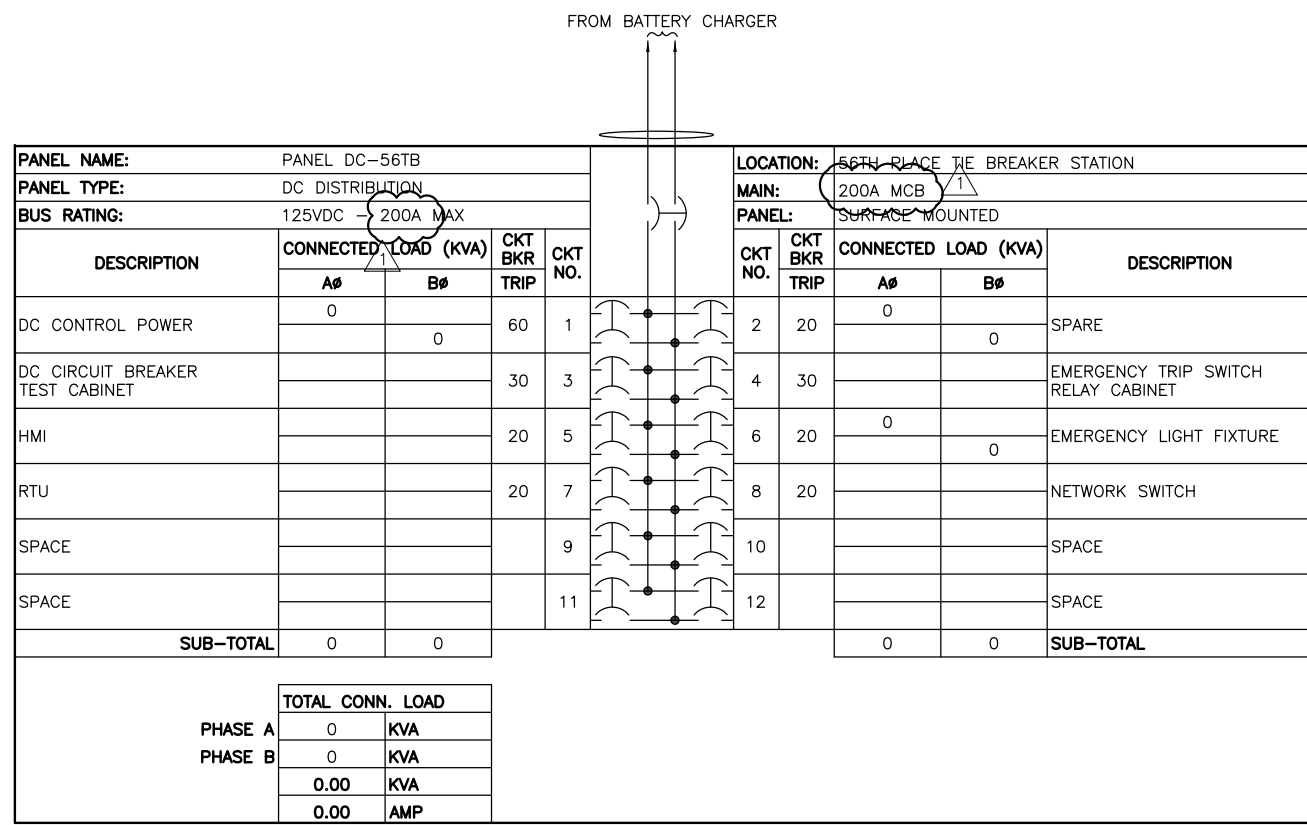 FROM BATTERY CHARGER
PANEL NAME: PANEL DC-56TB LOCATION: 56TH PLACE TIE BREAKER STATION
PANEL TYPE: DC DISTRIBUTION MAIN: 200A MCB 1
BUS RATING: 125VDC - 200A MAX PANEL: SURFACE MOUNTED
DESCRIPTION CONNECTED LOAD (KVA) CKT BKR CKT NO. CKT NO. CKT BKR CONNECTED LOAD (KVA) DESCRIPTION
1
AØ BØ TRIP TRIP AØ BØ
DC CONTROL POWER 0 0 60 1 2 20 0 0 SPARE
DC CIRCUIT BREAKER TEST CABINET 30 3 4 30 EMERGENCY TRIP SWITCH RELAY CABINET
HMI 20 5 6 20 0 0 EMERGENCY LIGHT FIXTURE
RTU 20 7 8 20 NETWORK SWITCH
SPACE 9 10 SPACE
SPACE 11 12 SPACE
SUB-TOTAL 0 0 0 0 SUB-TOTAL
TOTAL CONN. LOAD
PHASE A 0 KVA
PHASE B 0 KVA
0.00 KVA
0.00 AMP